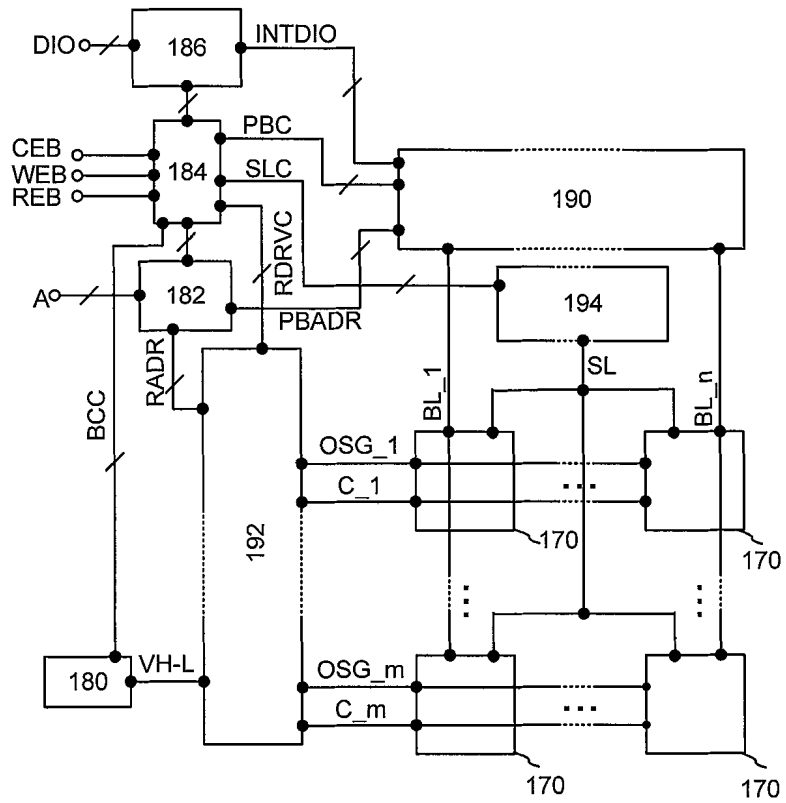 DIO
186
INTDIO
CEB
WEB
REB
184
PBC
SLC
190
RDRVC
A
182
PBADR
194
BCC
RADR
SL
BL_1
BL_n
OSG_1
C_1
...
170
170
192
...
...
180
VH-L
OSG_m
C_m
...
170
170